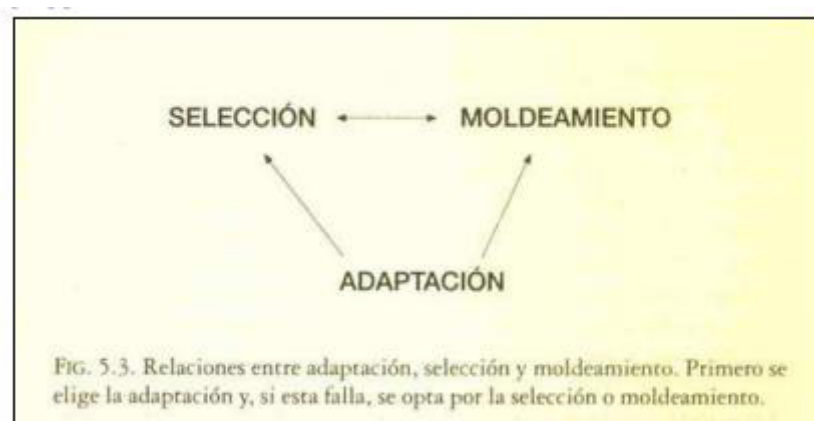 SELECCIÓN MOLDEAMIENTO
ADAPTACIÓN
FIG. 5.3. Relaciones entre adaptación, selección y moldeamiento. Primero se
elige la adaptación y, si esta falla, se opta por la selección o moldeamiento.